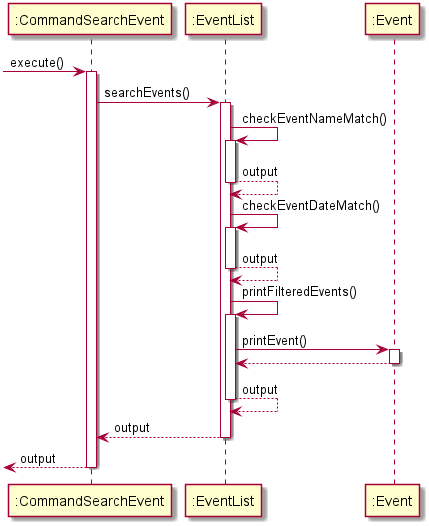 :CommandSearchEvent :EventList :Event
execute()
searchEvents()
checkEventNameMatch()
output
checkEventDateMatch()
output
printFilteredEvents()
printEvent()
output
output
output
:CommandSearchEvent :EventList :Event